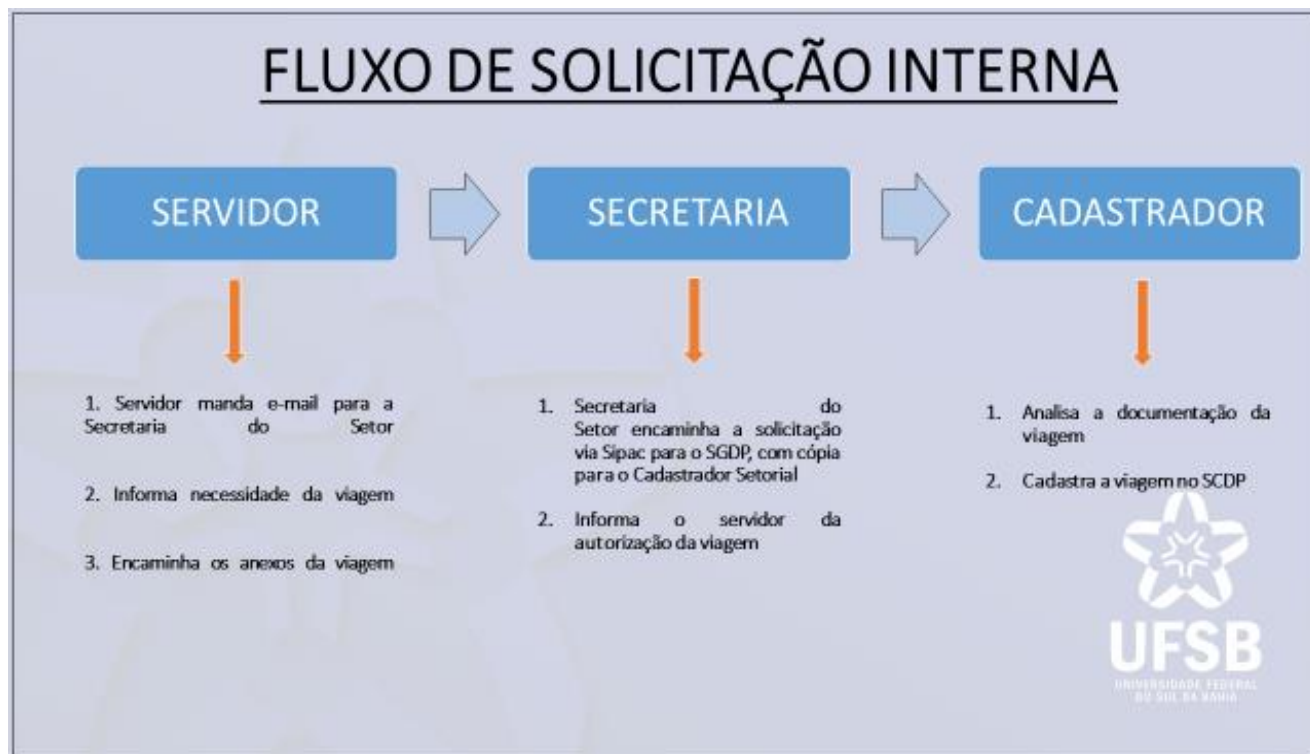 FLUXO DE SOLICITAÇÃO INTERNA
SERVIDOR
SECRETARIA
CADASTRADOR
1. Servidor manda e-mail para a
Secretaria do Setor
2. Informa necessidade da viagem
3. Encaminha os anexos da viagem
1. Secretaria do
Setor encaminha a solicitação
via Sipac para o SGDP, com cópia
para o Cadastrador Setorial
2. Informa o servidor da
autorização da viagem
1. Analisa a documentação da
viagem
2. Cadastra a viagem no SCDP
UFSB
UNIVERSIDADE FEDERAL
DO SUL DA BAHIA